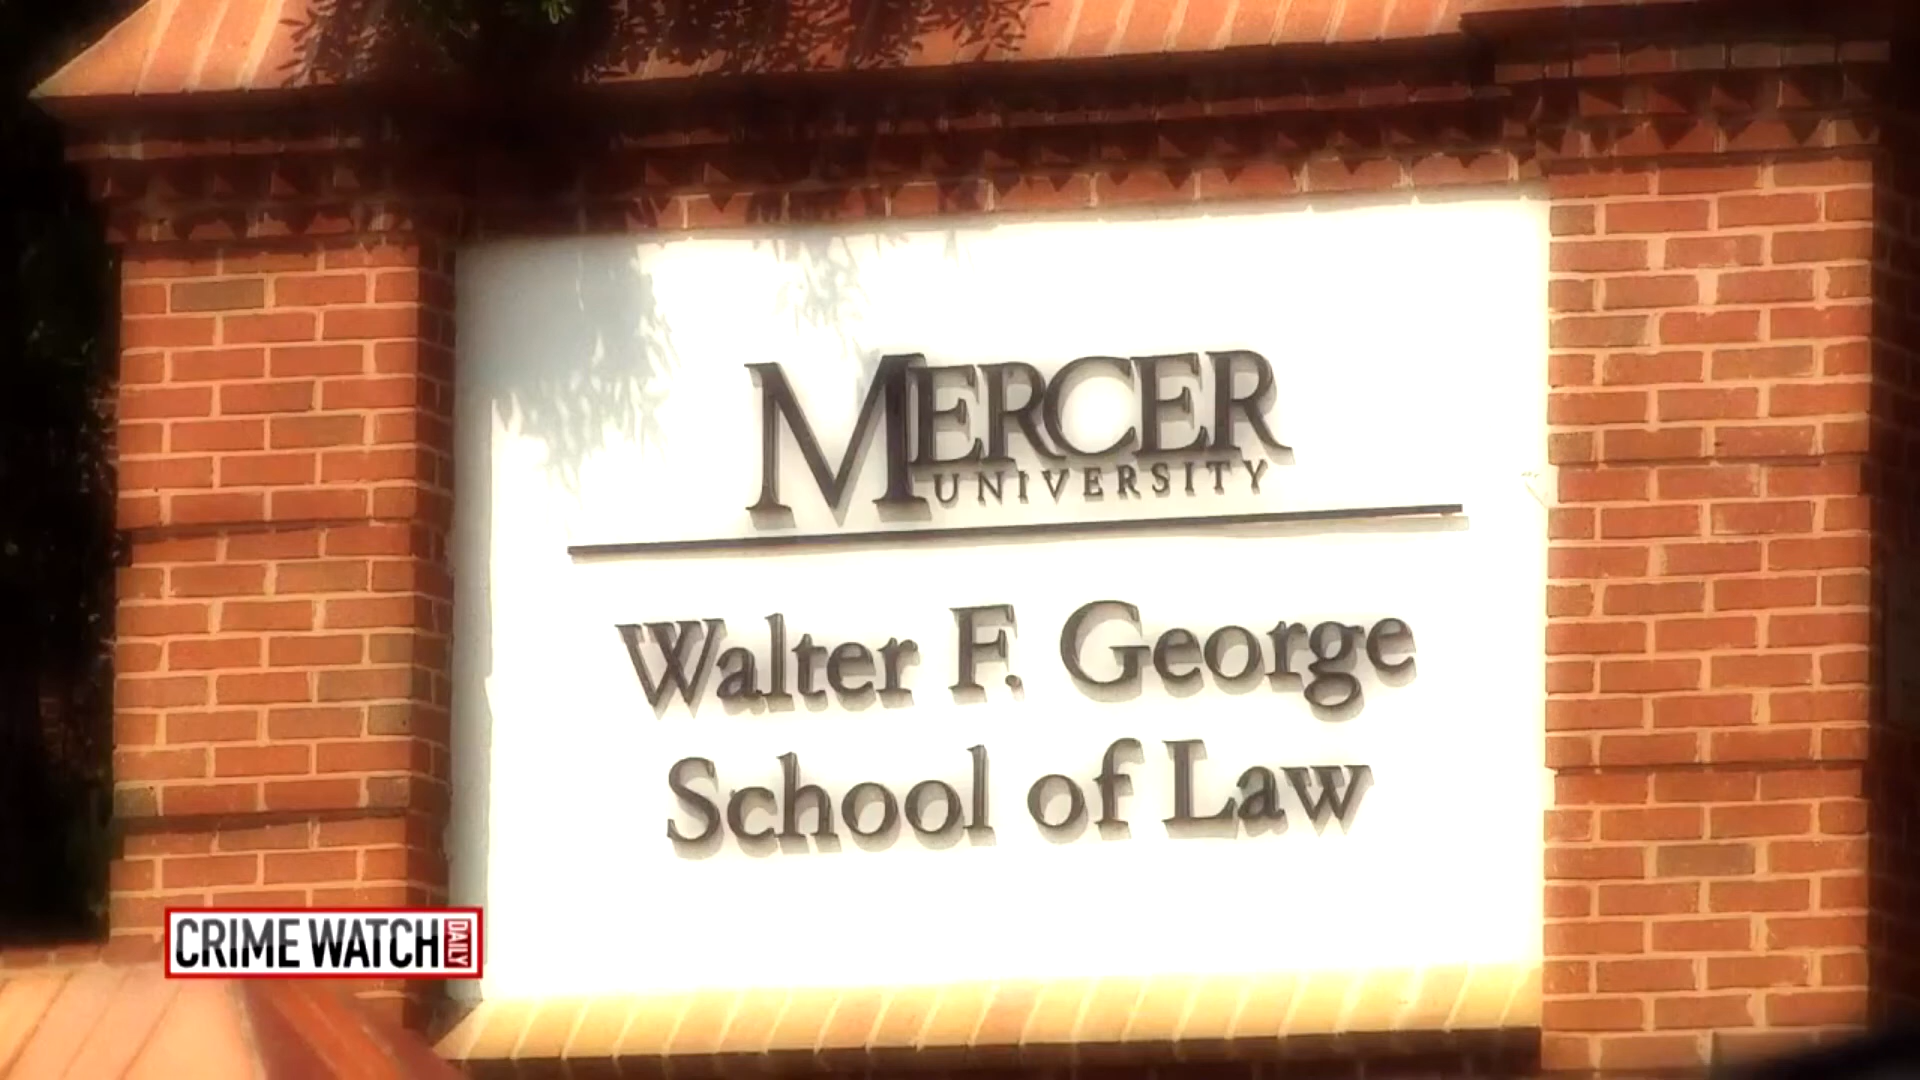 MERCER
UNIVERSITY
Walter F. George
School of Law
CRIME WATCH DAILY